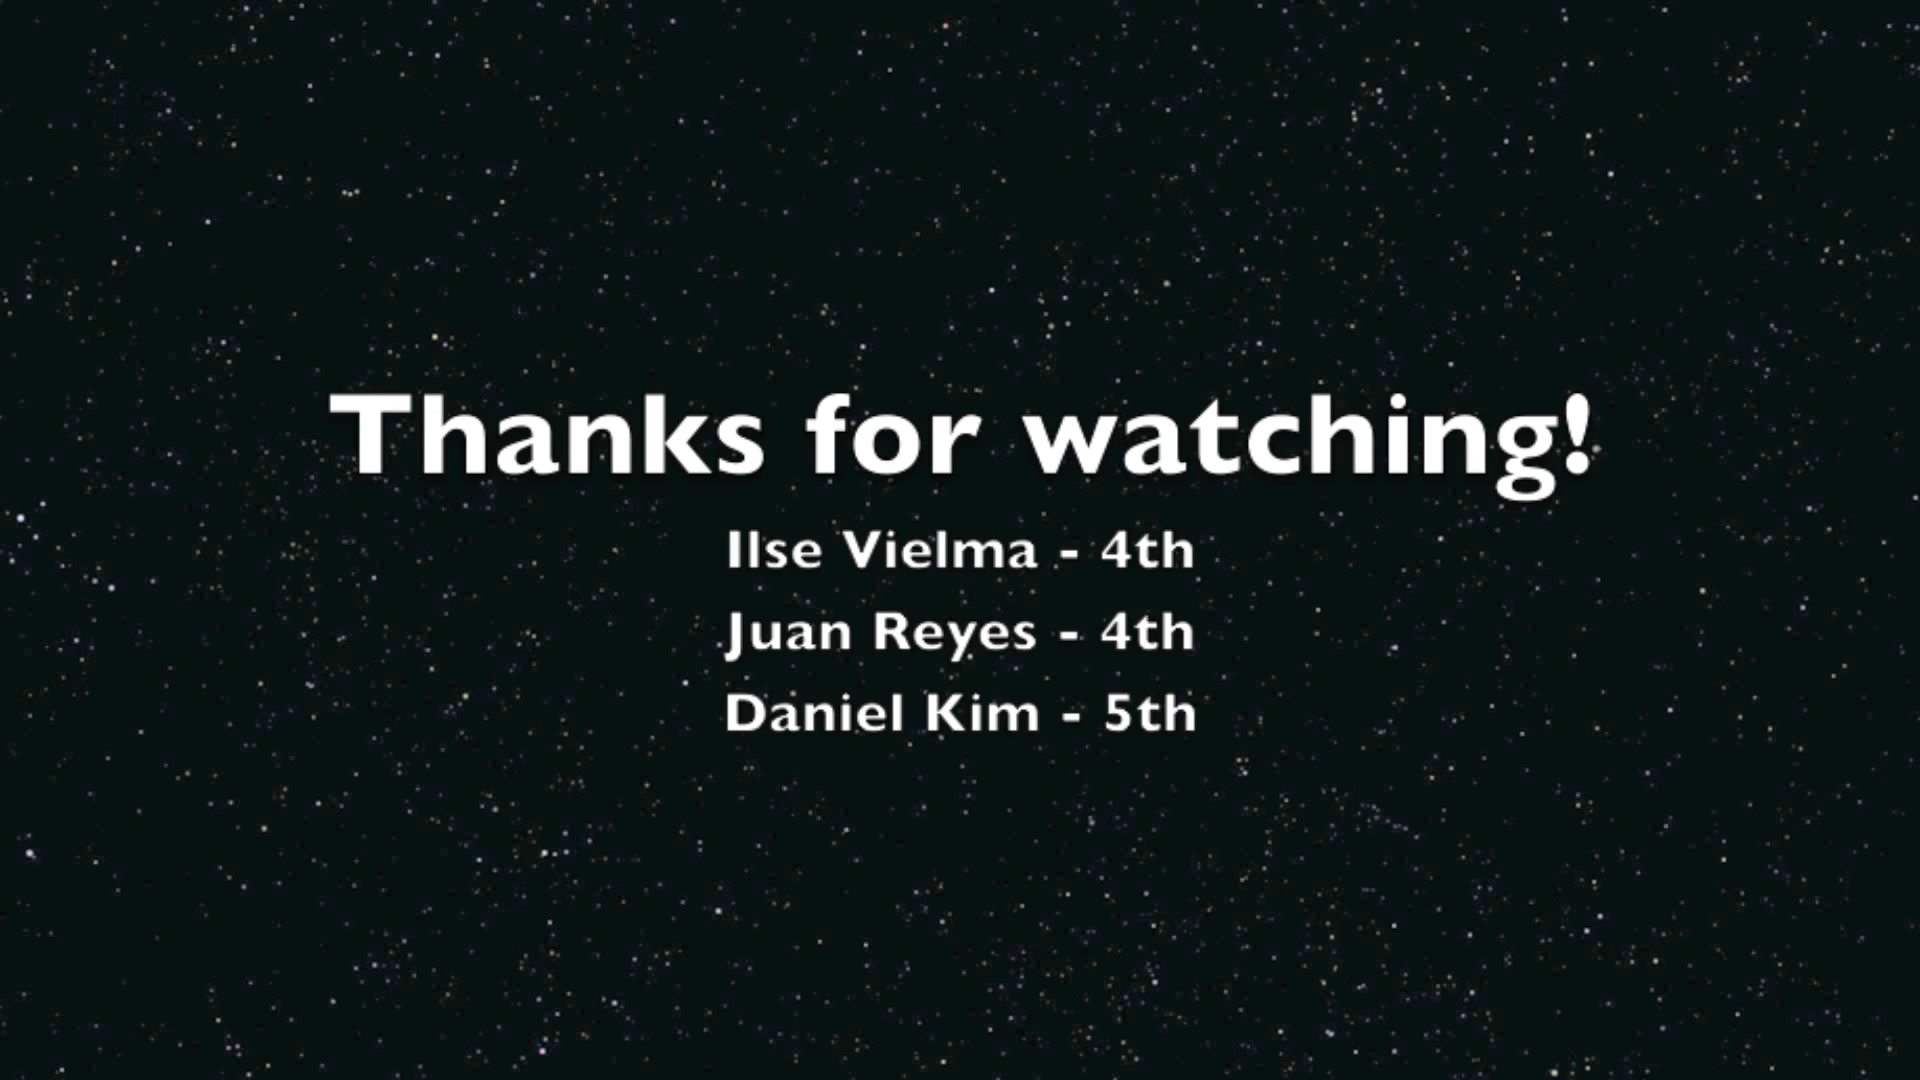 Thanks for watching!
Ilse Vielma - 4th
Juan Reyes - 4th
Daniel Kim - 5th